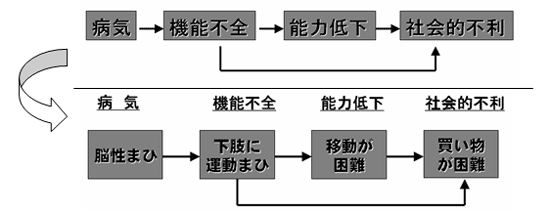 病気 機能不全 能力低下 社会的不利
病 気 機能不全 能力低下 社会的不利
脳性まひ 下肢に 移動が 買い物
運動まひ 困難 が困難